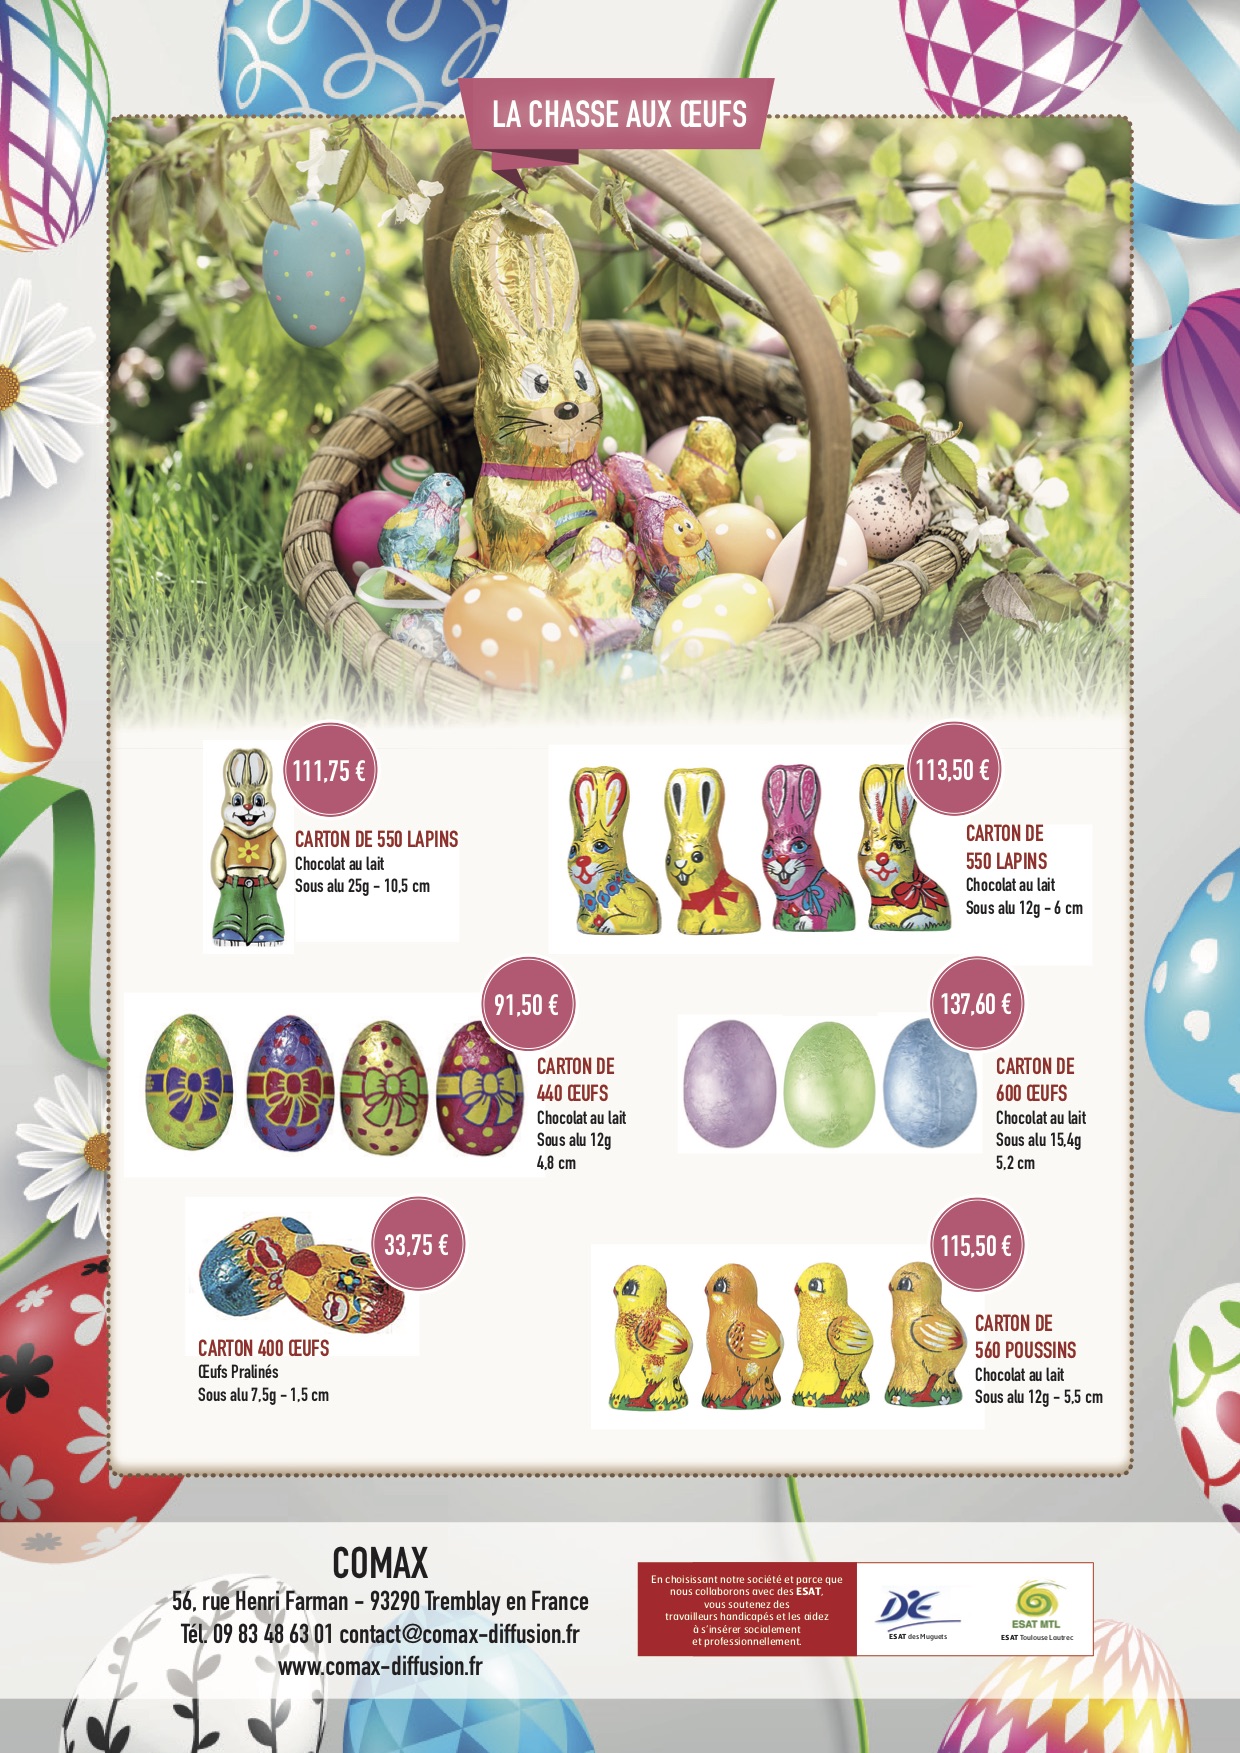 LA CHASSE AUX ŒUFS
111,75 €
CARTON DE 550 LAPINS
Chocolat au lait
Sous alu 25g - 10,5 cm
113,50 €
CARTON DE
550 LAPINS
Chocolat au lait
Sous alu 12g - 6 cm
91,50 €
CARTON DE
440 ŒUFS
Chocolat au lait
Sous alu 12g
4,8 cm
137,60 €
CARTON DE
600 ŒUFS
Chocolat au lait
Sous alu 15,4g
5,2 cm
33,75 €
CARTON 400 ŒUFS
Œufs Pralinés
Sous alu 7,5g - 1,5 cm
115,50 €
CARTON DE
560 POUSSINS
Chocolat au lait
Sous alu 12g - 5,5 cm
COMAX
56, rue Henri Farman - 93290 Tremblay en France
Tél. 09 83 48 63 01 contact@comax-diffusion.fr
www.comax-diffusion.fr
En choisissant notre société et parce que
nous collaborons avec des ESAT,
vous soutenez des
travailleurs handicapés et les aidez
à s'insérer socialement
et professionnellement.
ESAT des Muguets
ESAT MTL
ESAT Toulouse Lautrec